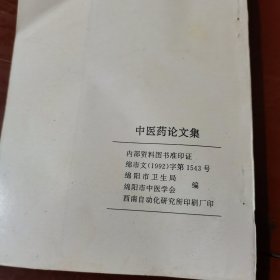 中医药论文集
内部资料图书准印证
绵市文(1992)字第1543号
绵阳市卫生局
绵阳市中医学会 编
西南自动化研究所印刷厂印